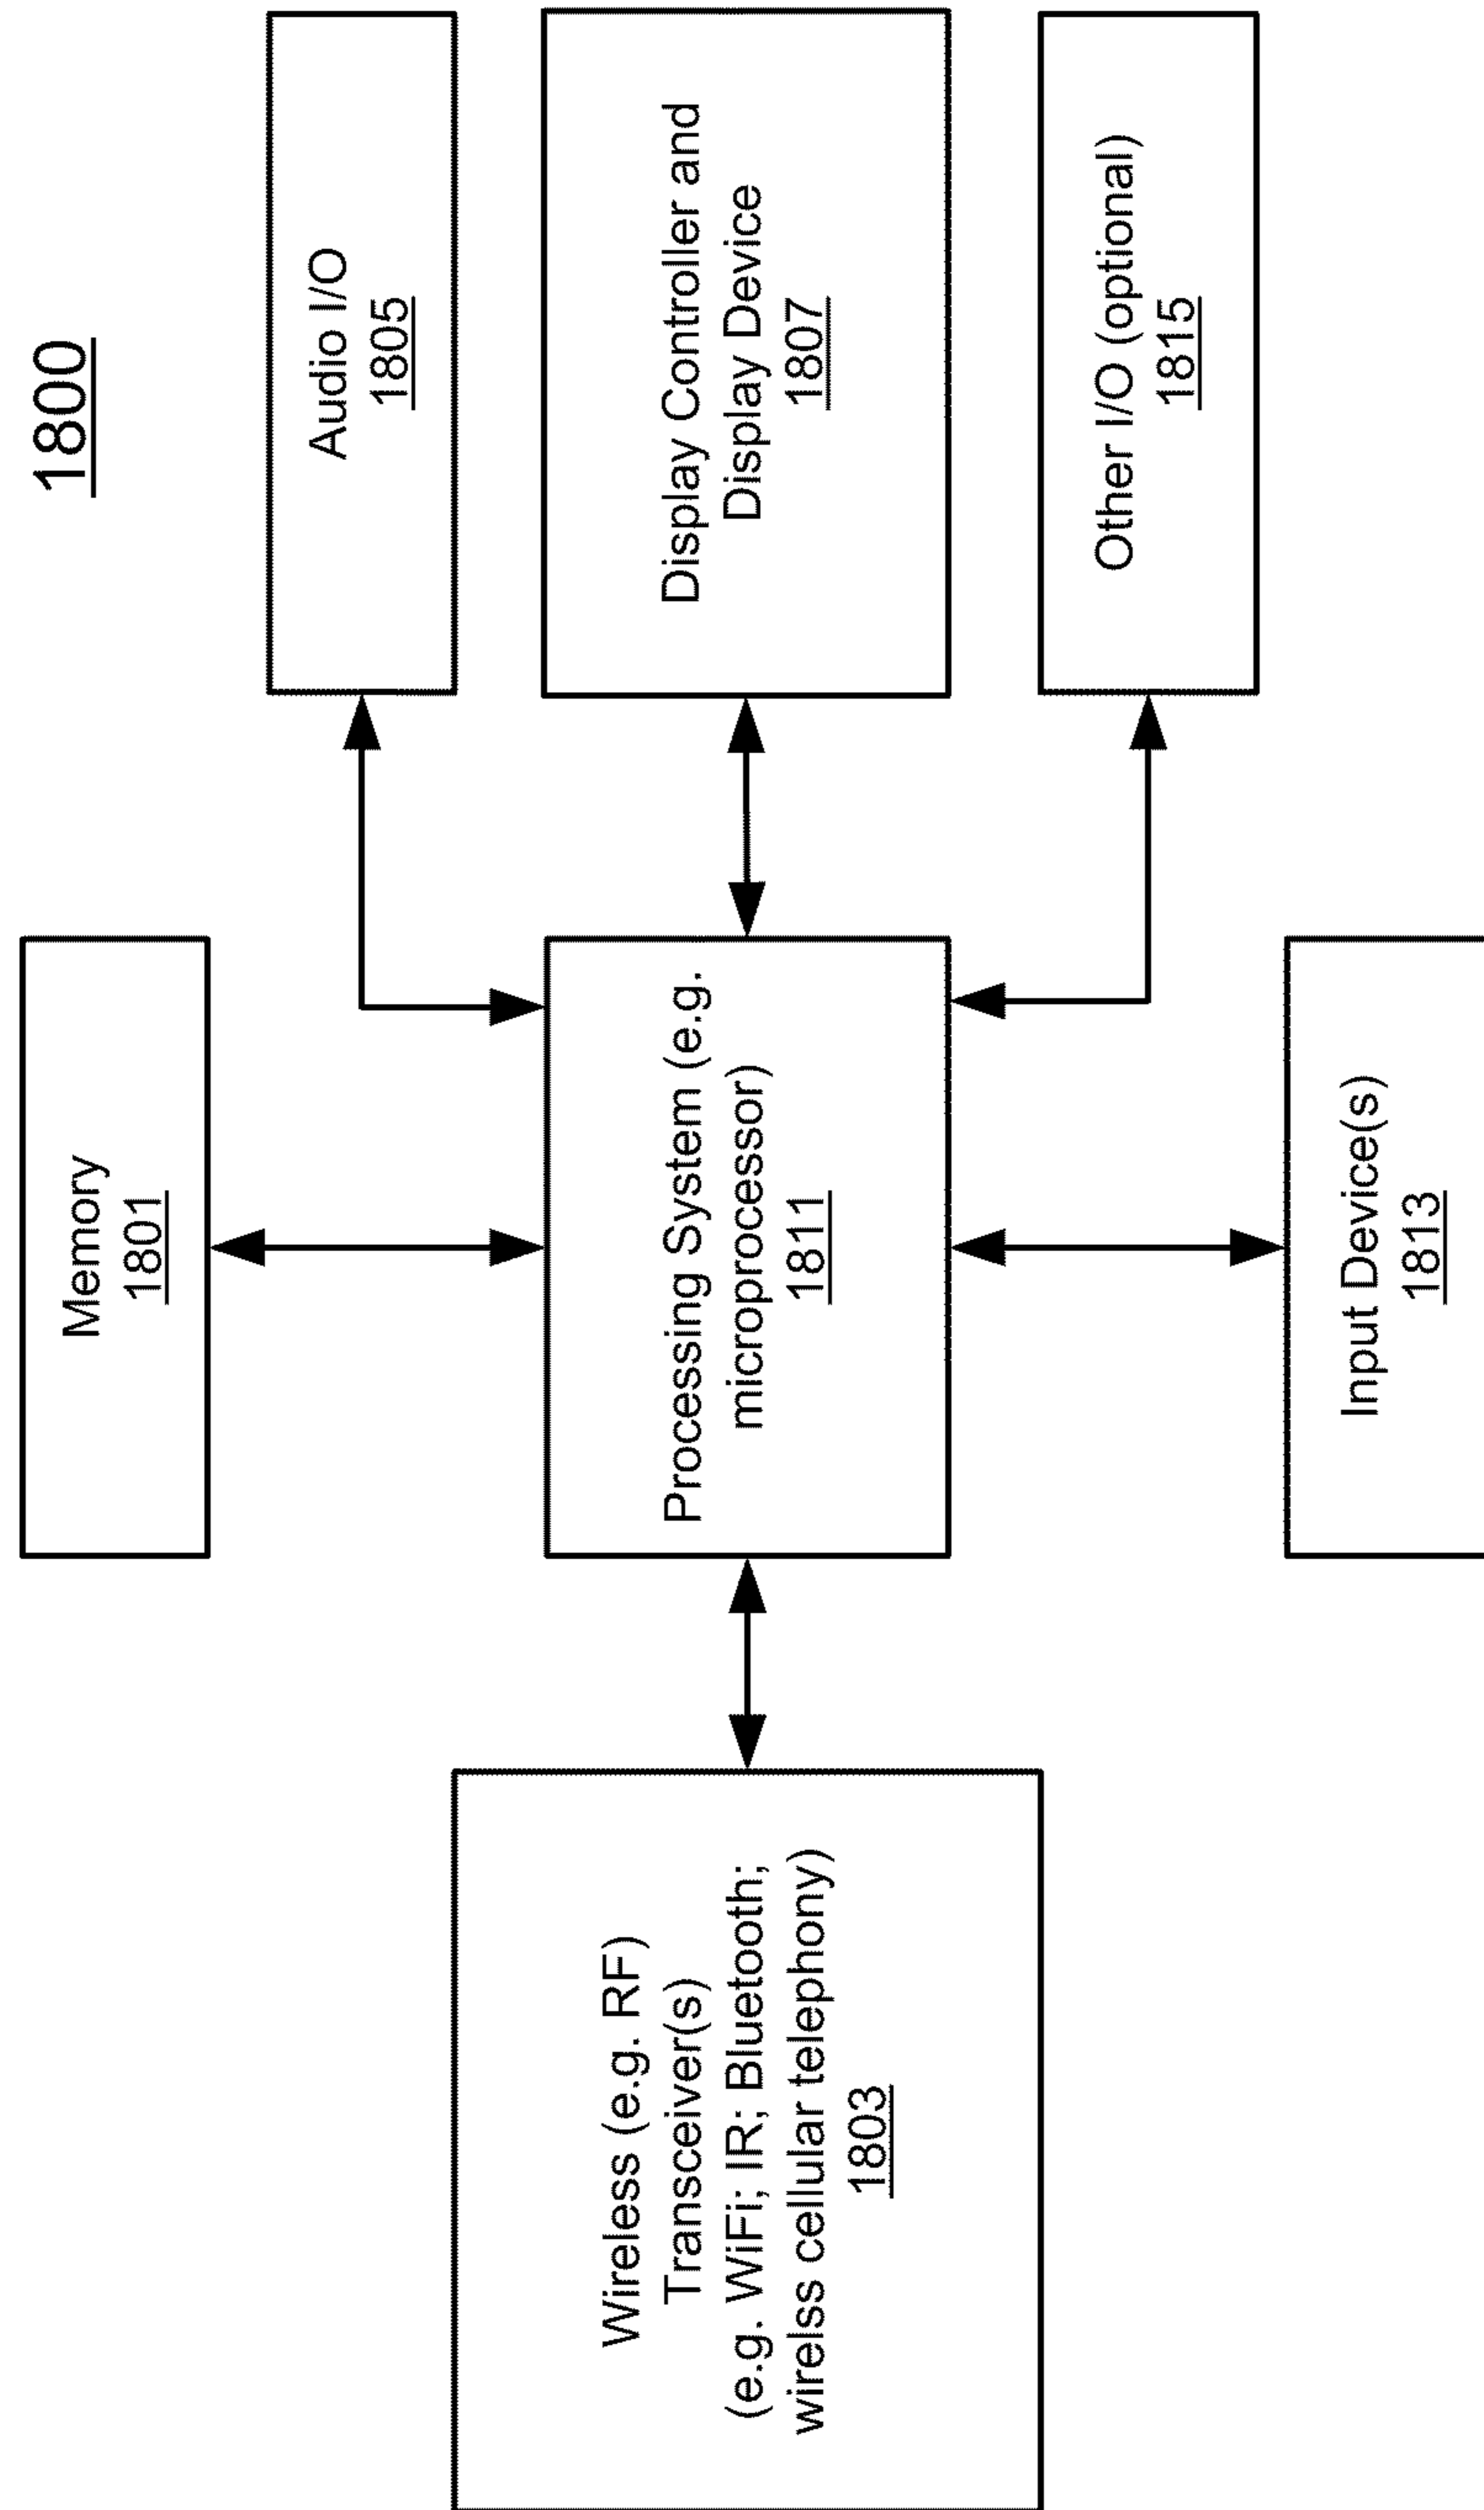 1800
Memory
1801
Audio I/O
1805
Wireless (e.g. RF)
Transceiver(s)
(e.g. WiFi; IR; Bluetooth;
wirelss cellular telephony)
1803
Processing System (e.g.
microprocessor)
1811
Display Controller and
Display Device
1807
Other I/O (optional)
1815
Input Device(s)
1813